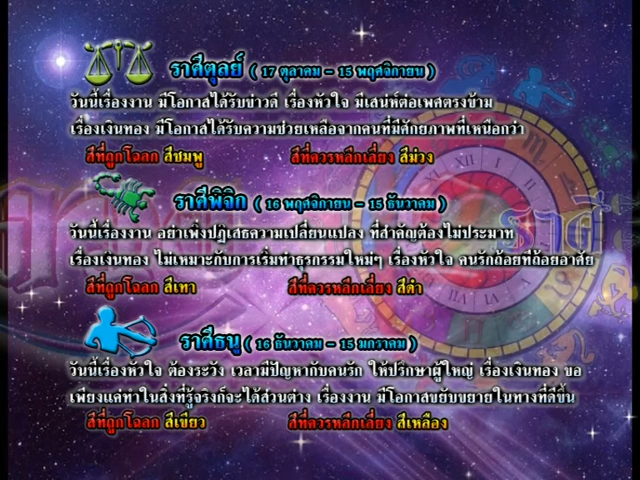 ราศีตุลย์ ( 17 ตุลาคม - 15 พฤศจิกายน )
วันนี้เรื่องงาน มีโอกาสได้รับข่าวดี เรื่องหัวใจ มีเสน่ห์ต่อเพศตรงข้าม
เรื่องเงินทอง มีโอกาสได้รับความช่วยเหลือจากคนที่มีศักยภาพที่เหนือกว่า
สีที่ถูกโฉลก สีชมพู สีที่ควรหลีกเลี่ยง สีม่วง
ราศีพิจิก ( 16 พฤศจิกายน - 15 ธันวาคม )
วันนี้เรื่องงาน อย่าเพิ่งปฏิเสธความเปลี่ยนแปลง ที่สำคัญต้องไม่ประมาท
เรื่องเงินทอง ไม่เหมาะกับการเริ่มทำธุรกรรมใหม่ๆ เรื่องหัวใจ คนรักถ้อยทีถ้อยอาศัย
สีที่ถูกโฉลก สีเทา สีที่ควรหลีกเลี่ยง สีดำ
ราศีธนู ( 16 ธันวาคม - 15 มกราคม )
วันนี้เรื่องหัวใจ ต้องระวัง เวลามีปัญหากับคนรัก ให้ปรึกษาผู้ใหญ่ เรื่องเงินทอง ขอ
เพียงแค่ทำในสิ่งที่รู้จริงก็จะได้ส่วนต่าง เรื่องงาน มีโอกาสขยับขยายในทางที่ดีขึ้น
สีที่ถูกโฉลก สีเขียว สีที่ควรหลีกเลี่ยง สีเหลือง